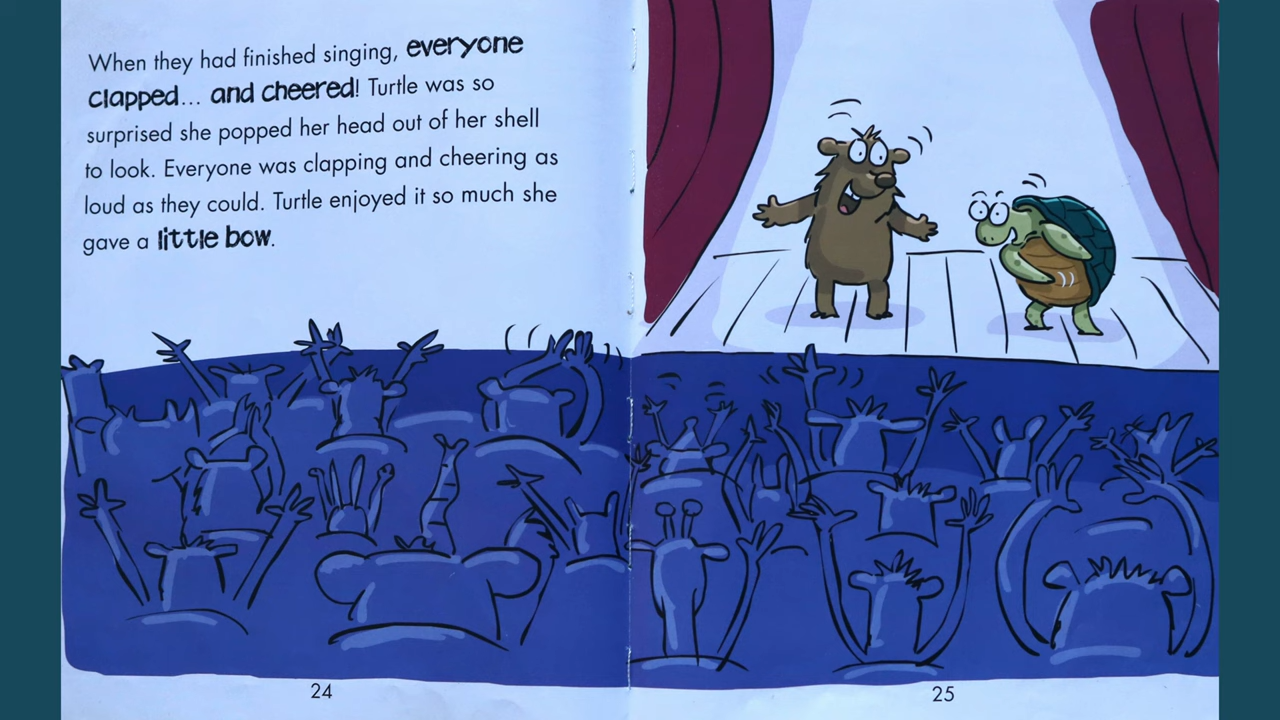 When they had finished singing, everyone
clapped... and cheered! Turtle was so
surprised she popped her head out of her shell
to look. Everyone was clapping and cheering as
loud as they could. Turtle enjoyed it so much she
gave a little bow.
24
25